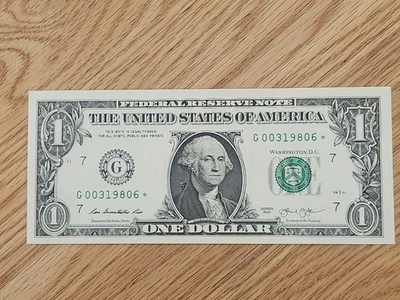 FEDERAL RESERVE NOTE
1 THE UNITED STATES OF AMERICA 1
THIS NOTE IS LEGAL TENDER
FOR ALL DEBTS, PUBLIC AND PRIVATE
G 00319806 *
7 WASHINGTON, D.C.
7 G 7
G 00319806 *
7
SERIES
1 ONE DOLLAR 1